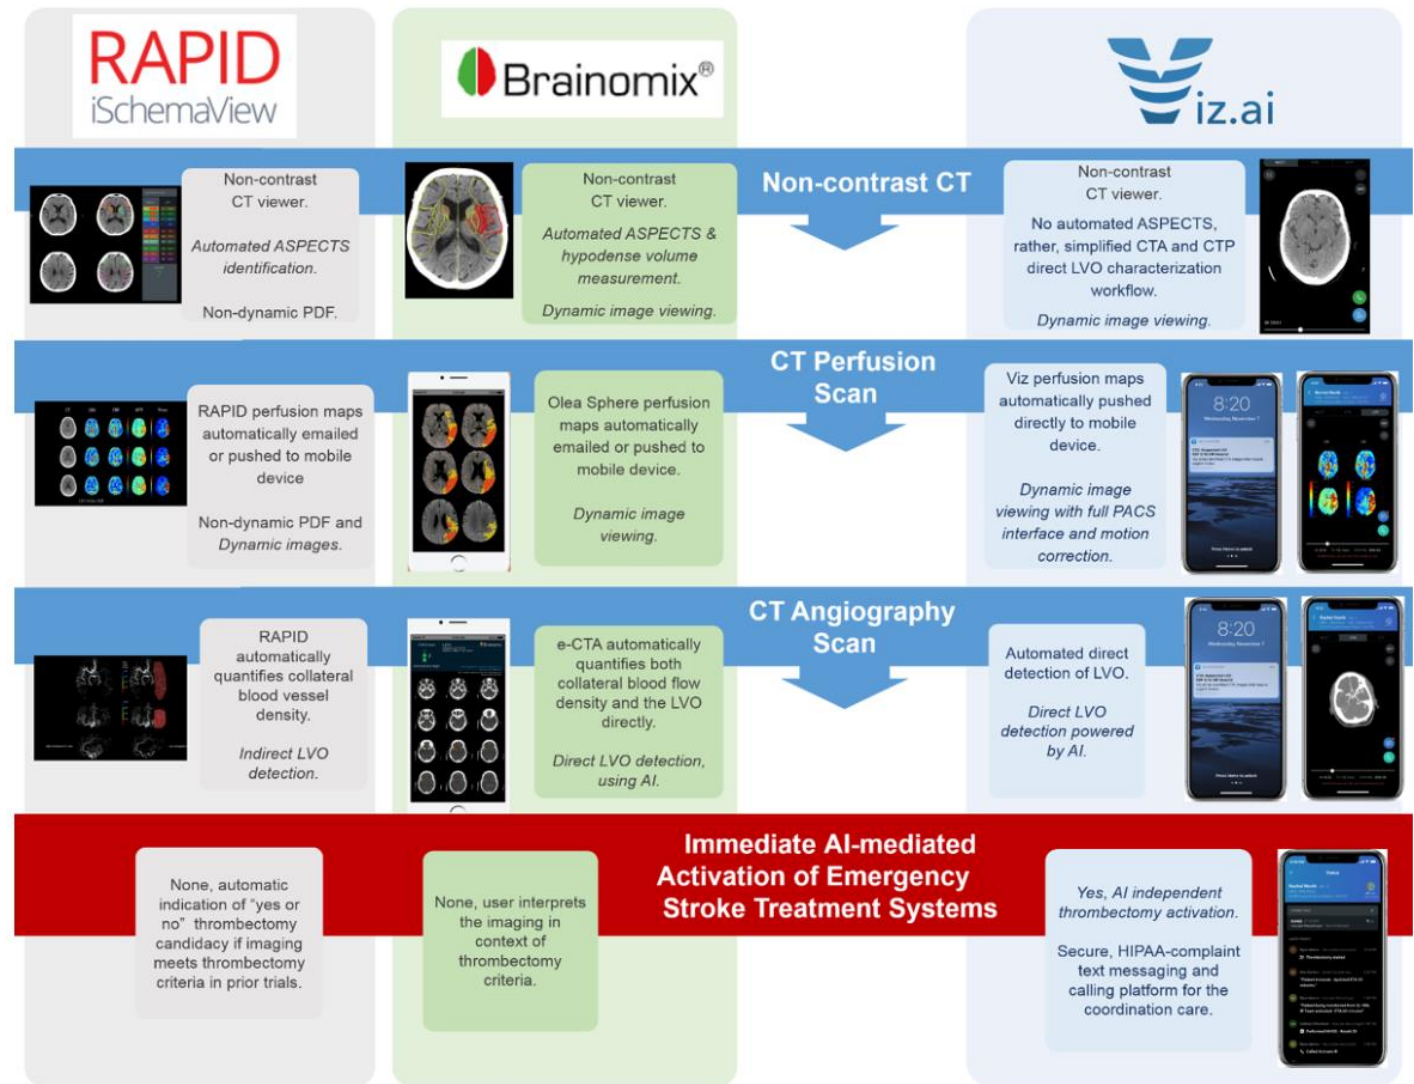 RAPID
iSchemaView
Brainomix®
Viz.ai
Non-contrast CT
Non-contrast
CT viewer.
Automated ASPECTS
identification.
Non-dynamic PDF.
Non-contrast
CT viewer.
Automated ASPECTS &
hypodense volume
measurement.
Dynamic image viewing.
Non-contrast
CT viewer.
No automated ASPECTS,
rather, simplified CTA and CTP
direct LVO characterization
workflow.
Dynamic image viewing.
CT Perfusion
Scan
RAPID perfusion maps
automatically emailed
or pushed to mobile
device
Non-dynamic PDF and
Dynamic images.
Olea Sphere perfusion
maps automatically
emailed or pushed to
mobile device.
Dynamic image
viewing.
Viz perfusion maps
automatically pushed
directly to mobile
device.
Dynamic image
viewing with full PACS
interface and motion
correction.
8:20
Wednesday, November 7
CT Angiography
Scan
RAPID
automatically
quantifies collateral
blood vessel
density.
Indirect LVO
detection.
e-CTA automatically
quantifies both
collateral blood flow
density and the LVO
directly.
Direct LVO detection,
using AI.
Automated direct
detection of LVO.
Direct LVO
detection powered
by AI.
8:20
Wednesday, November 7
Immediate AI-mediated
Activation of Emergency
Stroke Treatment Systems
None, automatic
indication of “yes or
no” thrombectomy
candidacy if imaging
meets thrombectomy
criteria in prior trials.
None, user interprets
the imaging in
context of
thrombectomy
criteria.
Yes, AI independent
thrombectomy activation.
Secure, HIPAA-complaint
text messaging and
calling platform for the
coordination care.